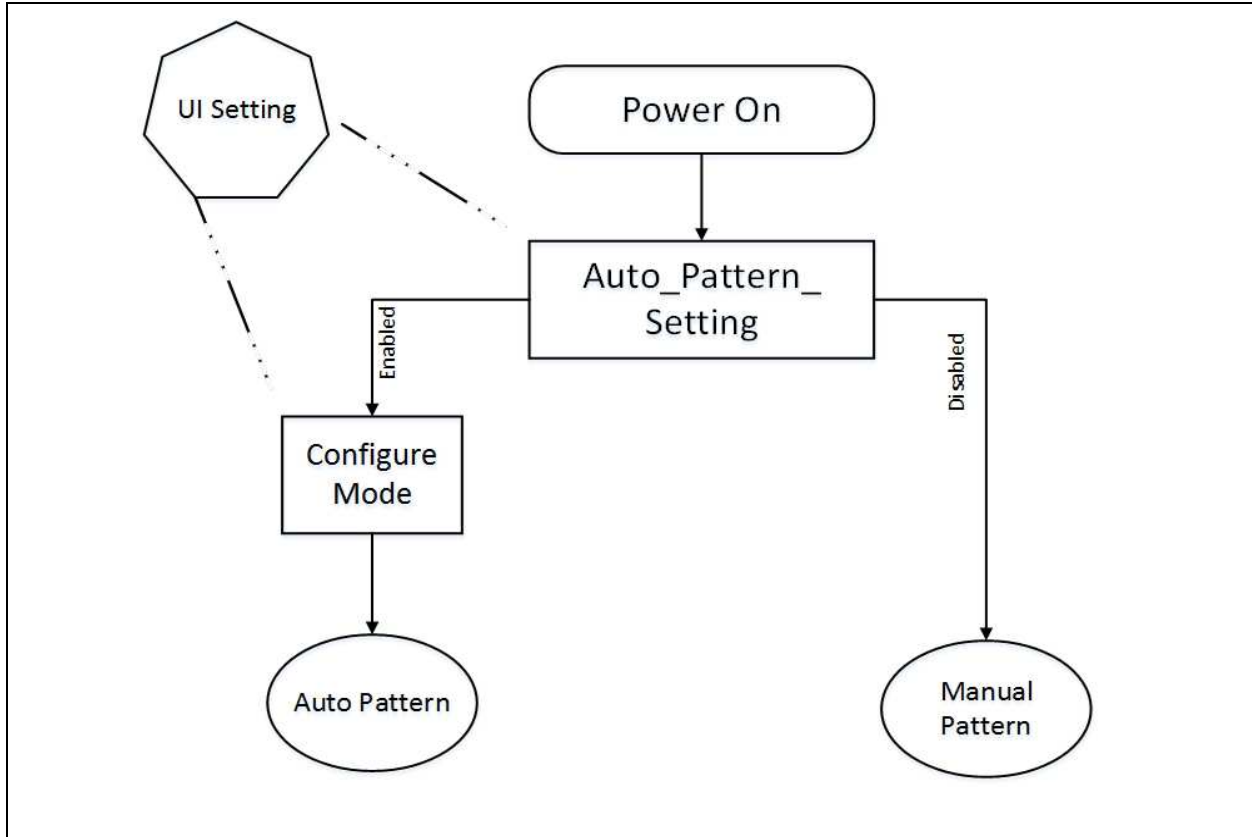 UI Setting
Power On
Auto_Pattern_
Setting
Enabled
Disabled
Configure
Mode
Auto Pattern
Manual
Pattern